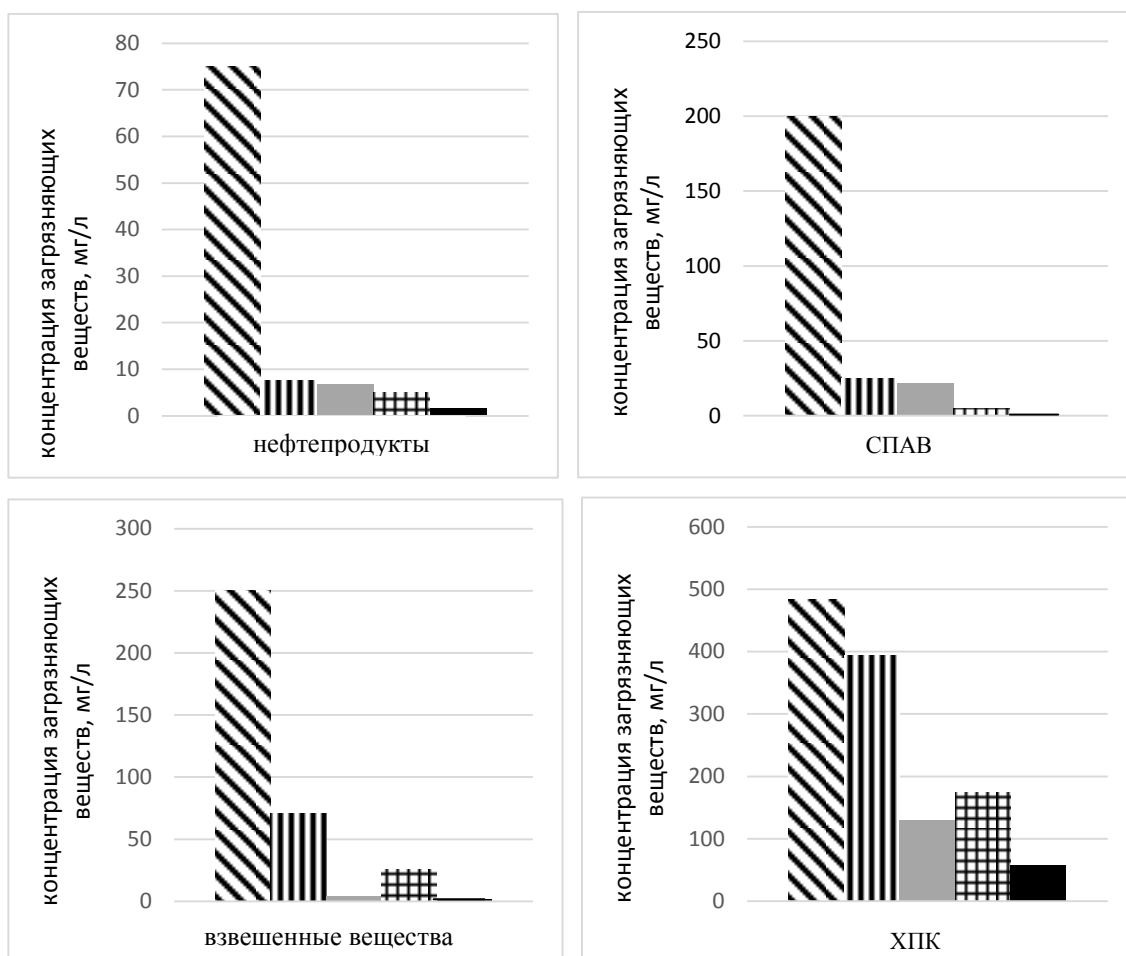 концентрация загрязняющих
веществ, мг/л
80
70
60
50
40
30
20
10
0
нефтепродукты
концентрация загрязняющих
веществ, мг/л
250
200
150
100
50
0
СПАВ
концентрация загрязняющих
веществ, мг/л
300
250
200
150
100
50
0
взвешенные вещества
концентрация загрязняющих
веществ, мг/л
600
500
400
300
200
100
0
ХПК